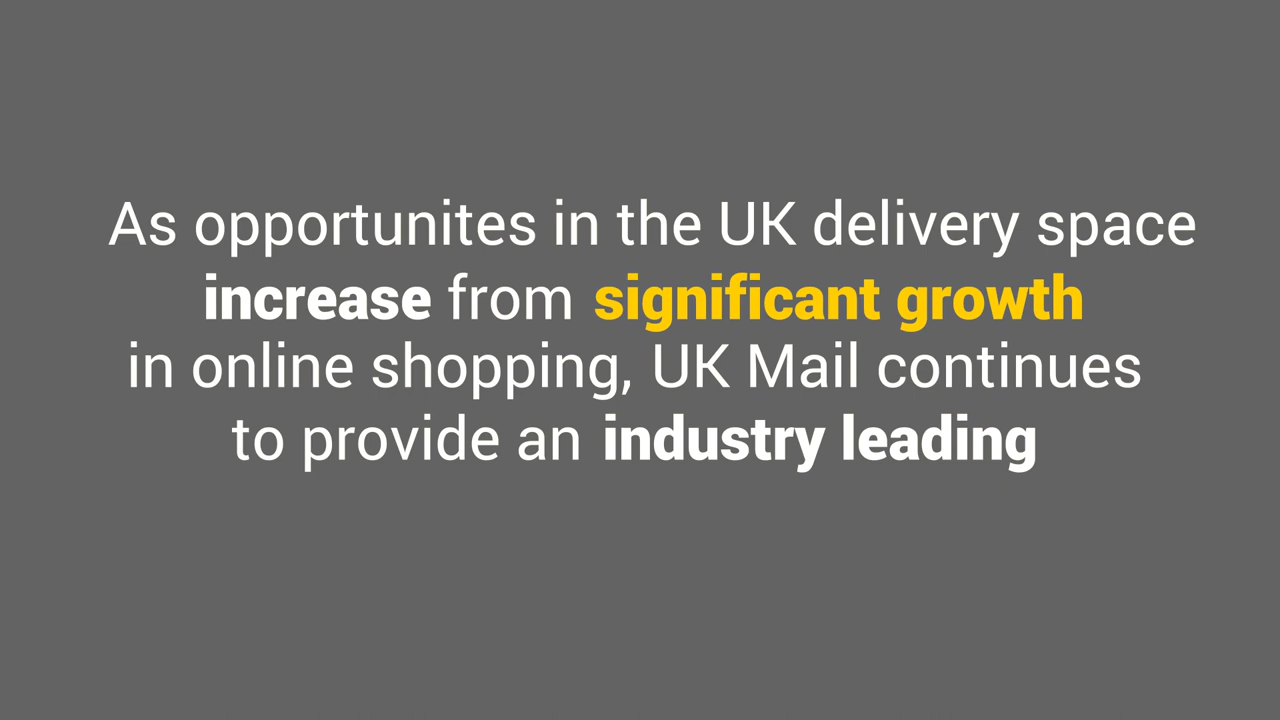 As opportunites in the UK delivery space
increase from significant growth
in online shopping, UK Mail continues
to provide an industry leading